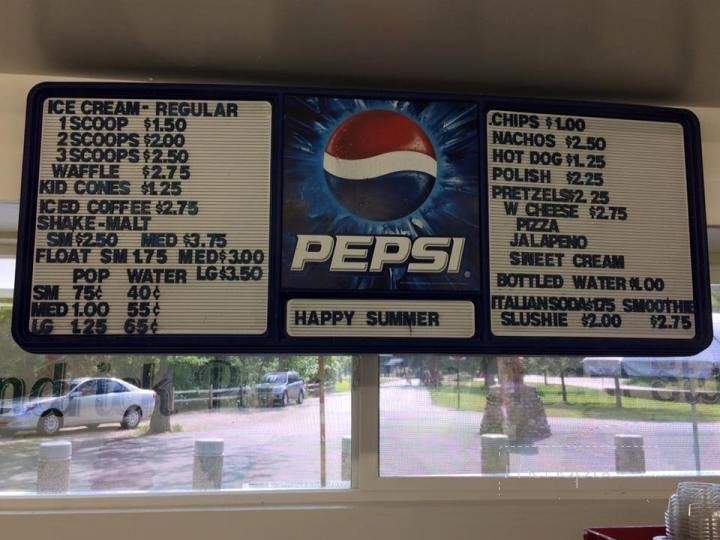 ICE CREAM- REGULAR
1 SCOOP $1.50
2 SCOOPS $2.00
3 SCOOPS $2.50
WAFFLE $2.75
KID CONES $1.25
ICED COFFEE $2.75
SHAKE-MALT
SM $2.50 MED $3.75
FLOAT SM 1.75 MED$ 3.00
POP WATER LG $3.50
SM 75¢ 40¢
MED 1.00 55¢
LG 1.25 65¢
PEPSI
HAPPY SUMMER
CHIPS $1.00
NACHOS $2.50
HOT DOG $1.25
POLISH $2.25
PRETZELS$2.25
W CHEESE $2.75
PIZZA
JALAPENO
SWEET CREAM
BOTTLED WATER $1.00
ITALIAN SODA$1.75 SMOOTHIE
SLUSHIE $2.00 $2.75